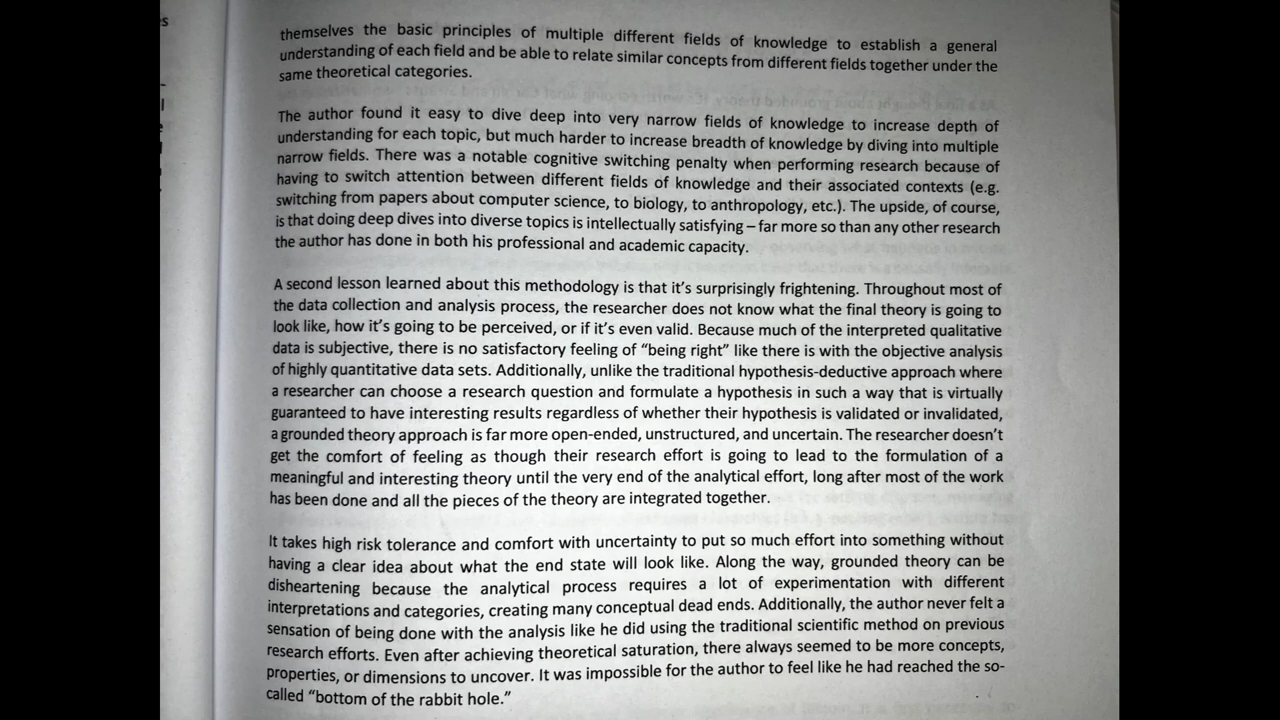 themselves the basic principles of multiple different fields of knowledge to establish a general
understanding of each field and be able to relate similar concepts from different fields together under the
same theoretical categories.
The author found it easy to dive deep into very narrow fields of knowledge to increase depth of
understanding for each topic, but much harder to increase breadth of knowledge by diving into multiple
narrow fields. There was a notable cognitive switching penalty when performing research because of
having to switch attention between different fields of knowledge and their associated contexts (e.g.
switching from papers about computer science, to biology, to anthropology, etc.). The upside, of course,
is that doing deep dives into diverse topics is intellectually satisfying – far more so than any other research
the author has done in both his professional and academic capacity.
A second lesson learned about this methodology is that it’s surprisingly frightening. Throughout most of
the data collection and analysis process, the researcher does not know what the final theory is going to
look like, how it’s going to be perceived, or if it’s even valid. Because much of the interpreted qualitative
data is subjective, there is no satisfactory feeling of “being right” like there is with the objective analysis
of highly quantitative data sets. Additionally, unlike the traditional hypothesis-deductive approach where
a researcher can choose a research question and formulate a hypothesis in such a way that is virtually
guaranteed to have interesting results regardless of whether their hypothesis is validated or invalidated,
a grounded theory approach is far more open-ended, unstructured, and uncertain. The researcher doesn’t
get the comfort of feeling as though their research effort is going to lead to the formulation of a
meaningful and interesting theory until the very end of the analytical effort, long after most of the work
has been done and all the pieces of the theory are integrated together.
It takes high risk tolerance and comfort with uncertainty to put so much effort into something without
having a clear idea about what the end state will look like. Along the way, grounded theory can be
disheartening because the analytical process requires a lot of experimentation with different
interpretations and categories, creating many conceptual dead ends. Additionally, the author never felt a
sensation of being done with the analysis like he did using the traditional scientific method on previous
research efforts. Even after achieving theoretical saturation, there always seemed to be more concepts,
properties, or dimensions to uncover. It was impossible for the author to feel like he had reached the so-
called “bottom of the rabbit hole.”